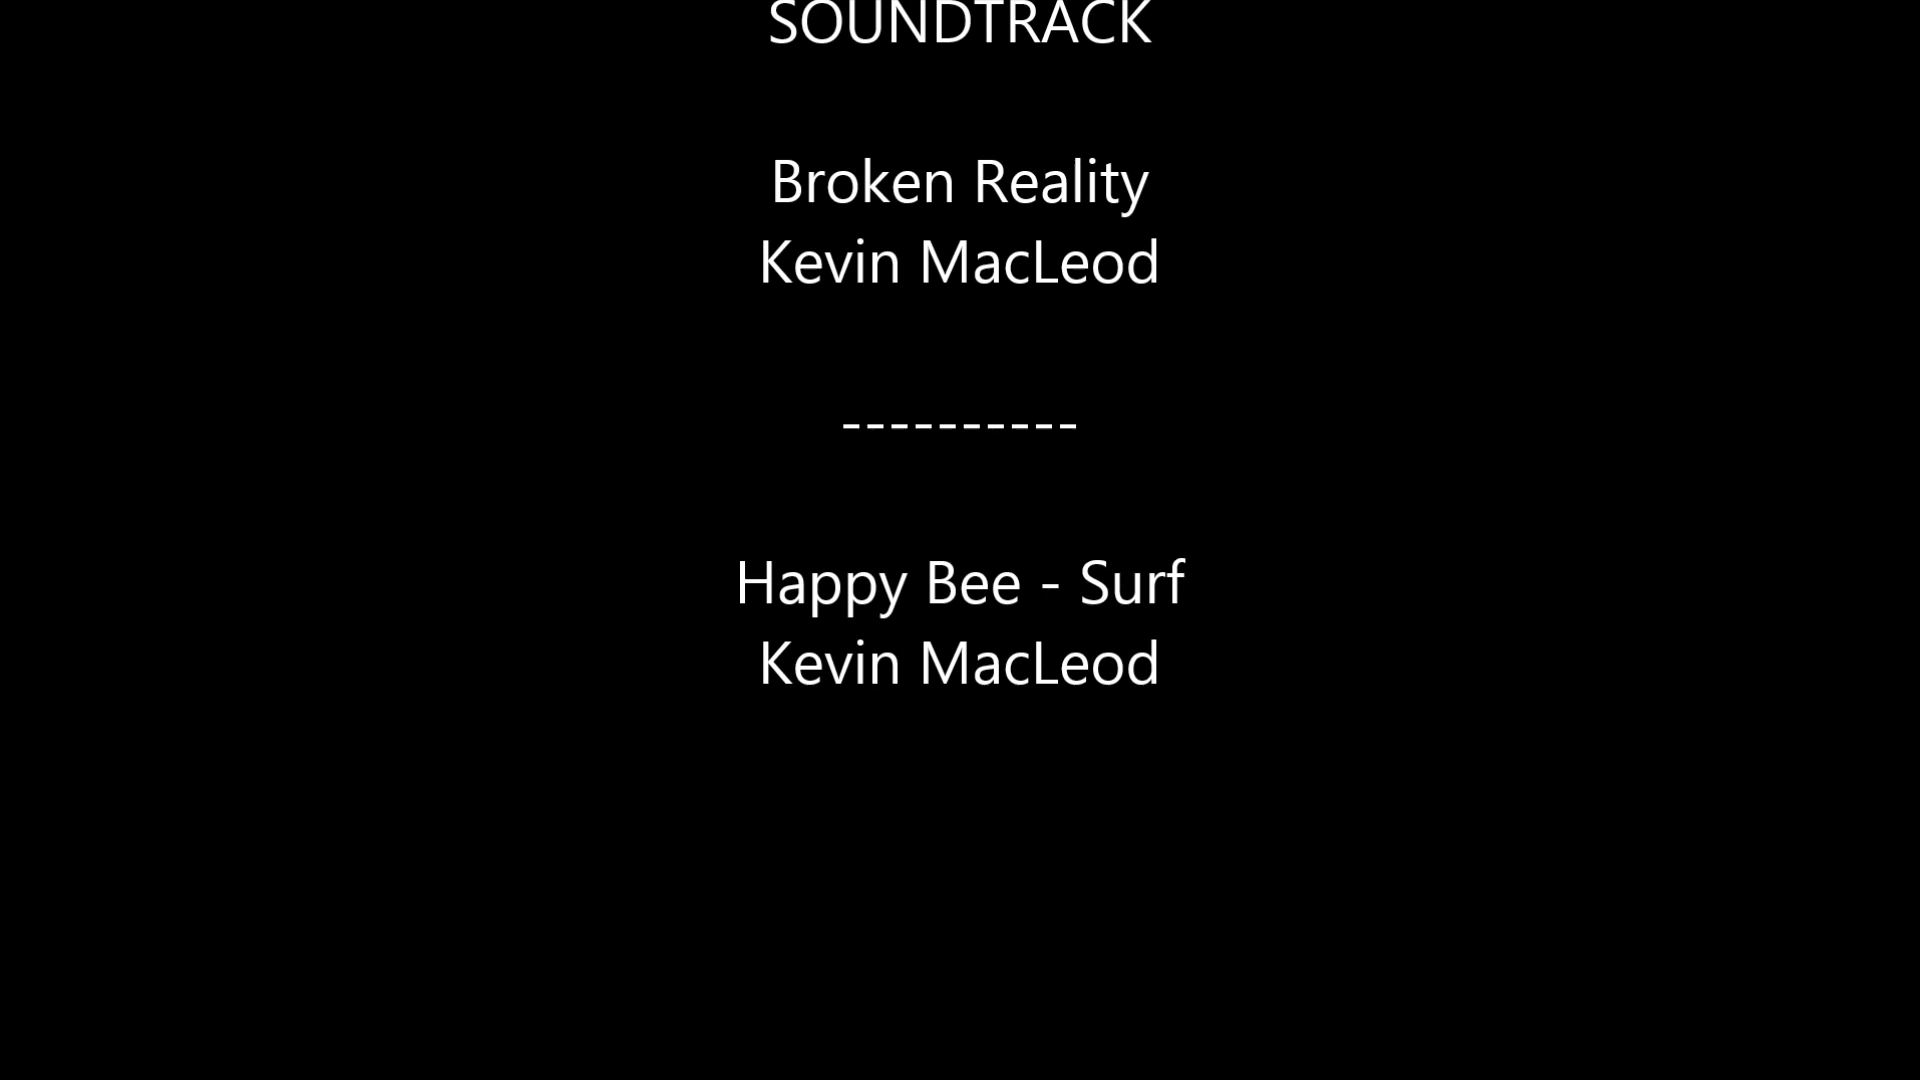 SOUNDTRACK
Broken Reality
Kevin MacLeod
----------
Happy Bee - Surf
Kevin MacLeod